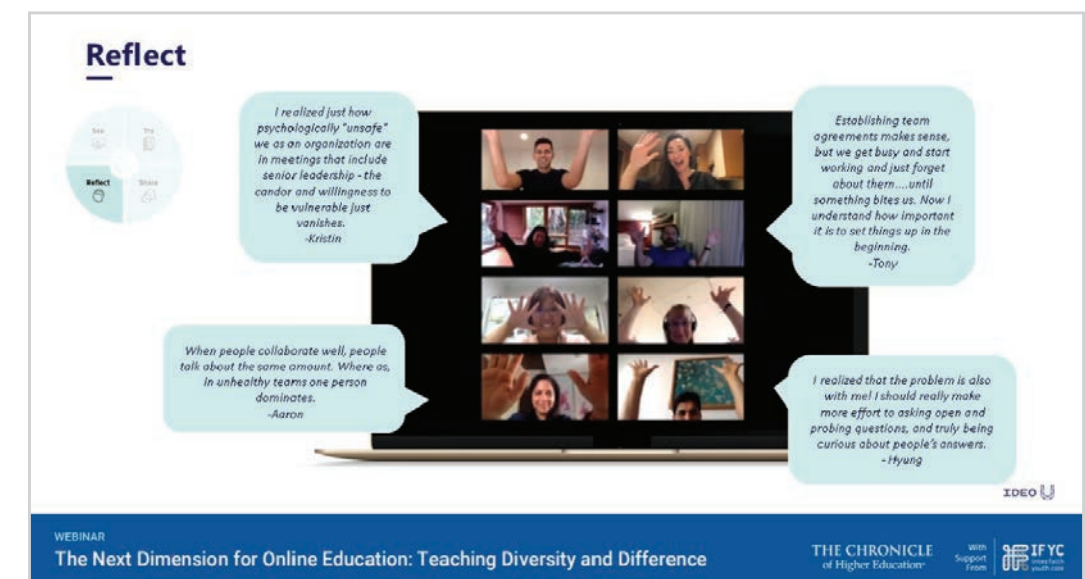 Reflect
See
Try
Reflect
Share
I realized just how
psychologically "unsafe"
we as an organization are
in meetings that include
senior leadership - the
candor and willingness to
be vulnerable just
vanishes.
-Kristin
Establishing team
agreements makes sense,
but we get busy and start
working and just forget
about them....until
something bites us. Now I
understand how important
it is to set things up in the
beginning.
-Tony
When people collaborate well, people
talk about the same amount. Where as,
in unhealthy teams one person
dominates.
-Aaron
I realized that the problem is also
with me! I should really make
more effort to asking open and
probing questions, and truly being
curious about people's answers.
- Hyung
IDEO U
WEBINAR
The Next Dimension for Online Education: Teaching Diversity and Difference
THE CHRONICLE
of Higher Education
With
Support
From
IFYC
interfaith
youth core